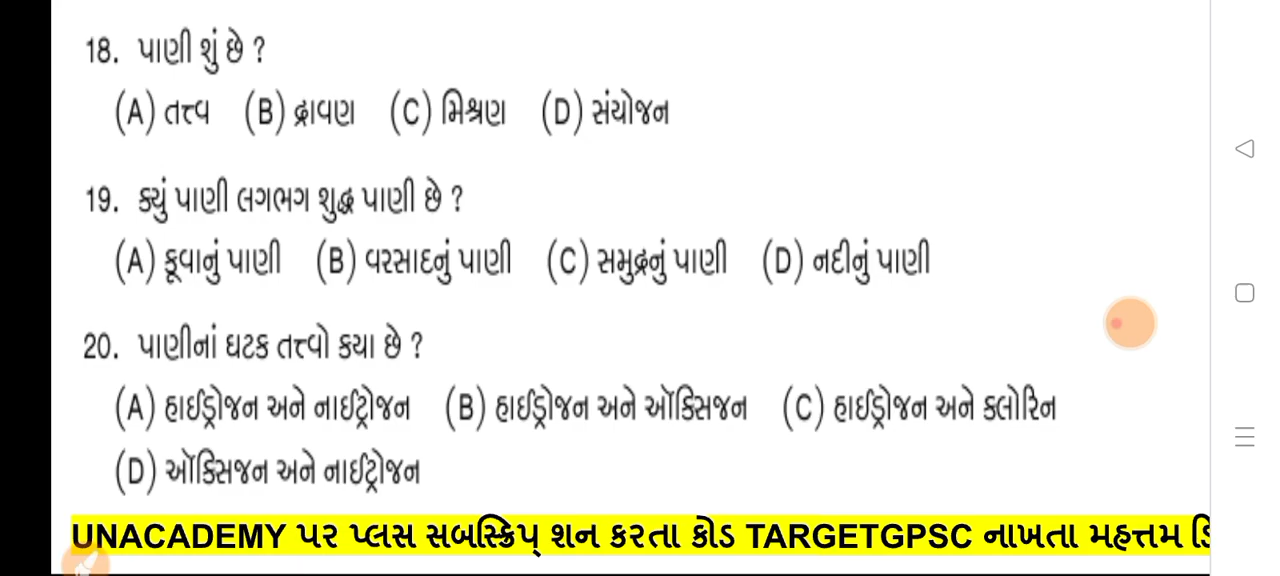 18. પાણી શું છે ?
(A) તત્ત્વ (B) દ્રાવણ (C) મિશ્રણ (D) સંયોજન
19. ક્યું પાણી લગભગ શુદ્ધ પાણી છે ?
(A) કૂવાનું પાણી (B) વરસાદનું પાણી (C) સમુદ્રનું પાણી (D) નદીનું પાણી
20. પાણીનાં ઘટક તત્ત્વો કયા છે ?
(A) હાઈડ્રોજન અને નાઈટ્રોજન (B) હાઈડ્રોજન અને ઑક્સિજન (C) હાઈડ્રોજન અને ક્લોરિન
(D) ઑક્સિજન અને નાઈટ્રોજન
UNACADEMY પર પ્લસ સબસ્ક્રિપ્ શન કરતા કોડ TARGETGPSC નાખતા મહત્તમ